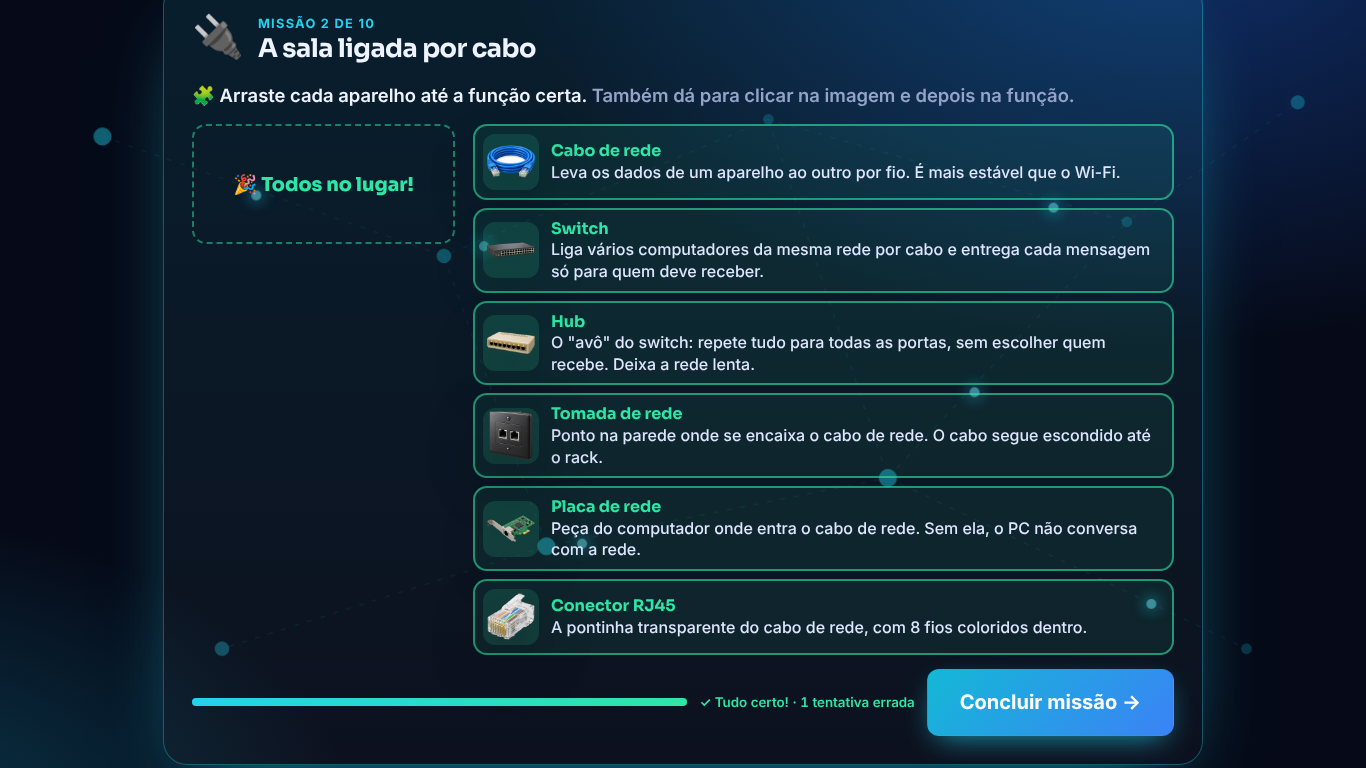 MISSÃO 2 DE 10
A sala ligada por cabo
🧩 Arraste cada aparelho até a função certa. Também dá para clicar na imagem e depois na função.
🎉 Todos no lugar!
Cabo de rede
Leva os dados de um aparelho ao outro por fio. É mais estável que o Wi-Fi.
Switch
Liga vários computadores da mesma rede por cabo e entrega cada mensagem
só para quem deve receber.
Hub
O "avô" do switch: repete tudo para todas as portas, sem escolher quem
recebe. Deixa a rede lenta.
Tomada de rede
Ponto na parede onde se encaixa o cabo de rede. O cabo segue escondido até
o rack.
Placa de rede
Peça do computador onde entra o cabo de rede. Sem ela, o PC não conversa
com a rede.
Conector RJ45
A pontinha transparente do cabo de rede, com 8 fios coloridos dentro.
✓ Tudo certo! · 1 tentativa errada
Concluir missão →